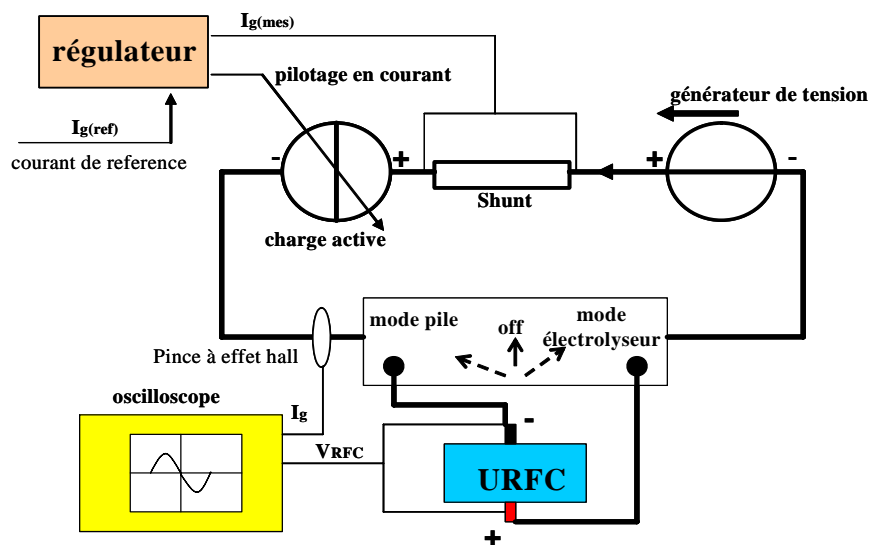 régulateur
Ig(mes)
pilotage en courant
Ig(ref)
courant de reference
générateur de tension
-
+
+
-
Shunt
charge active
mode pile
off
mode
électrolyseur
Pince à effet hall
oscilloscope
Ig
VRFC
-
URFC
+